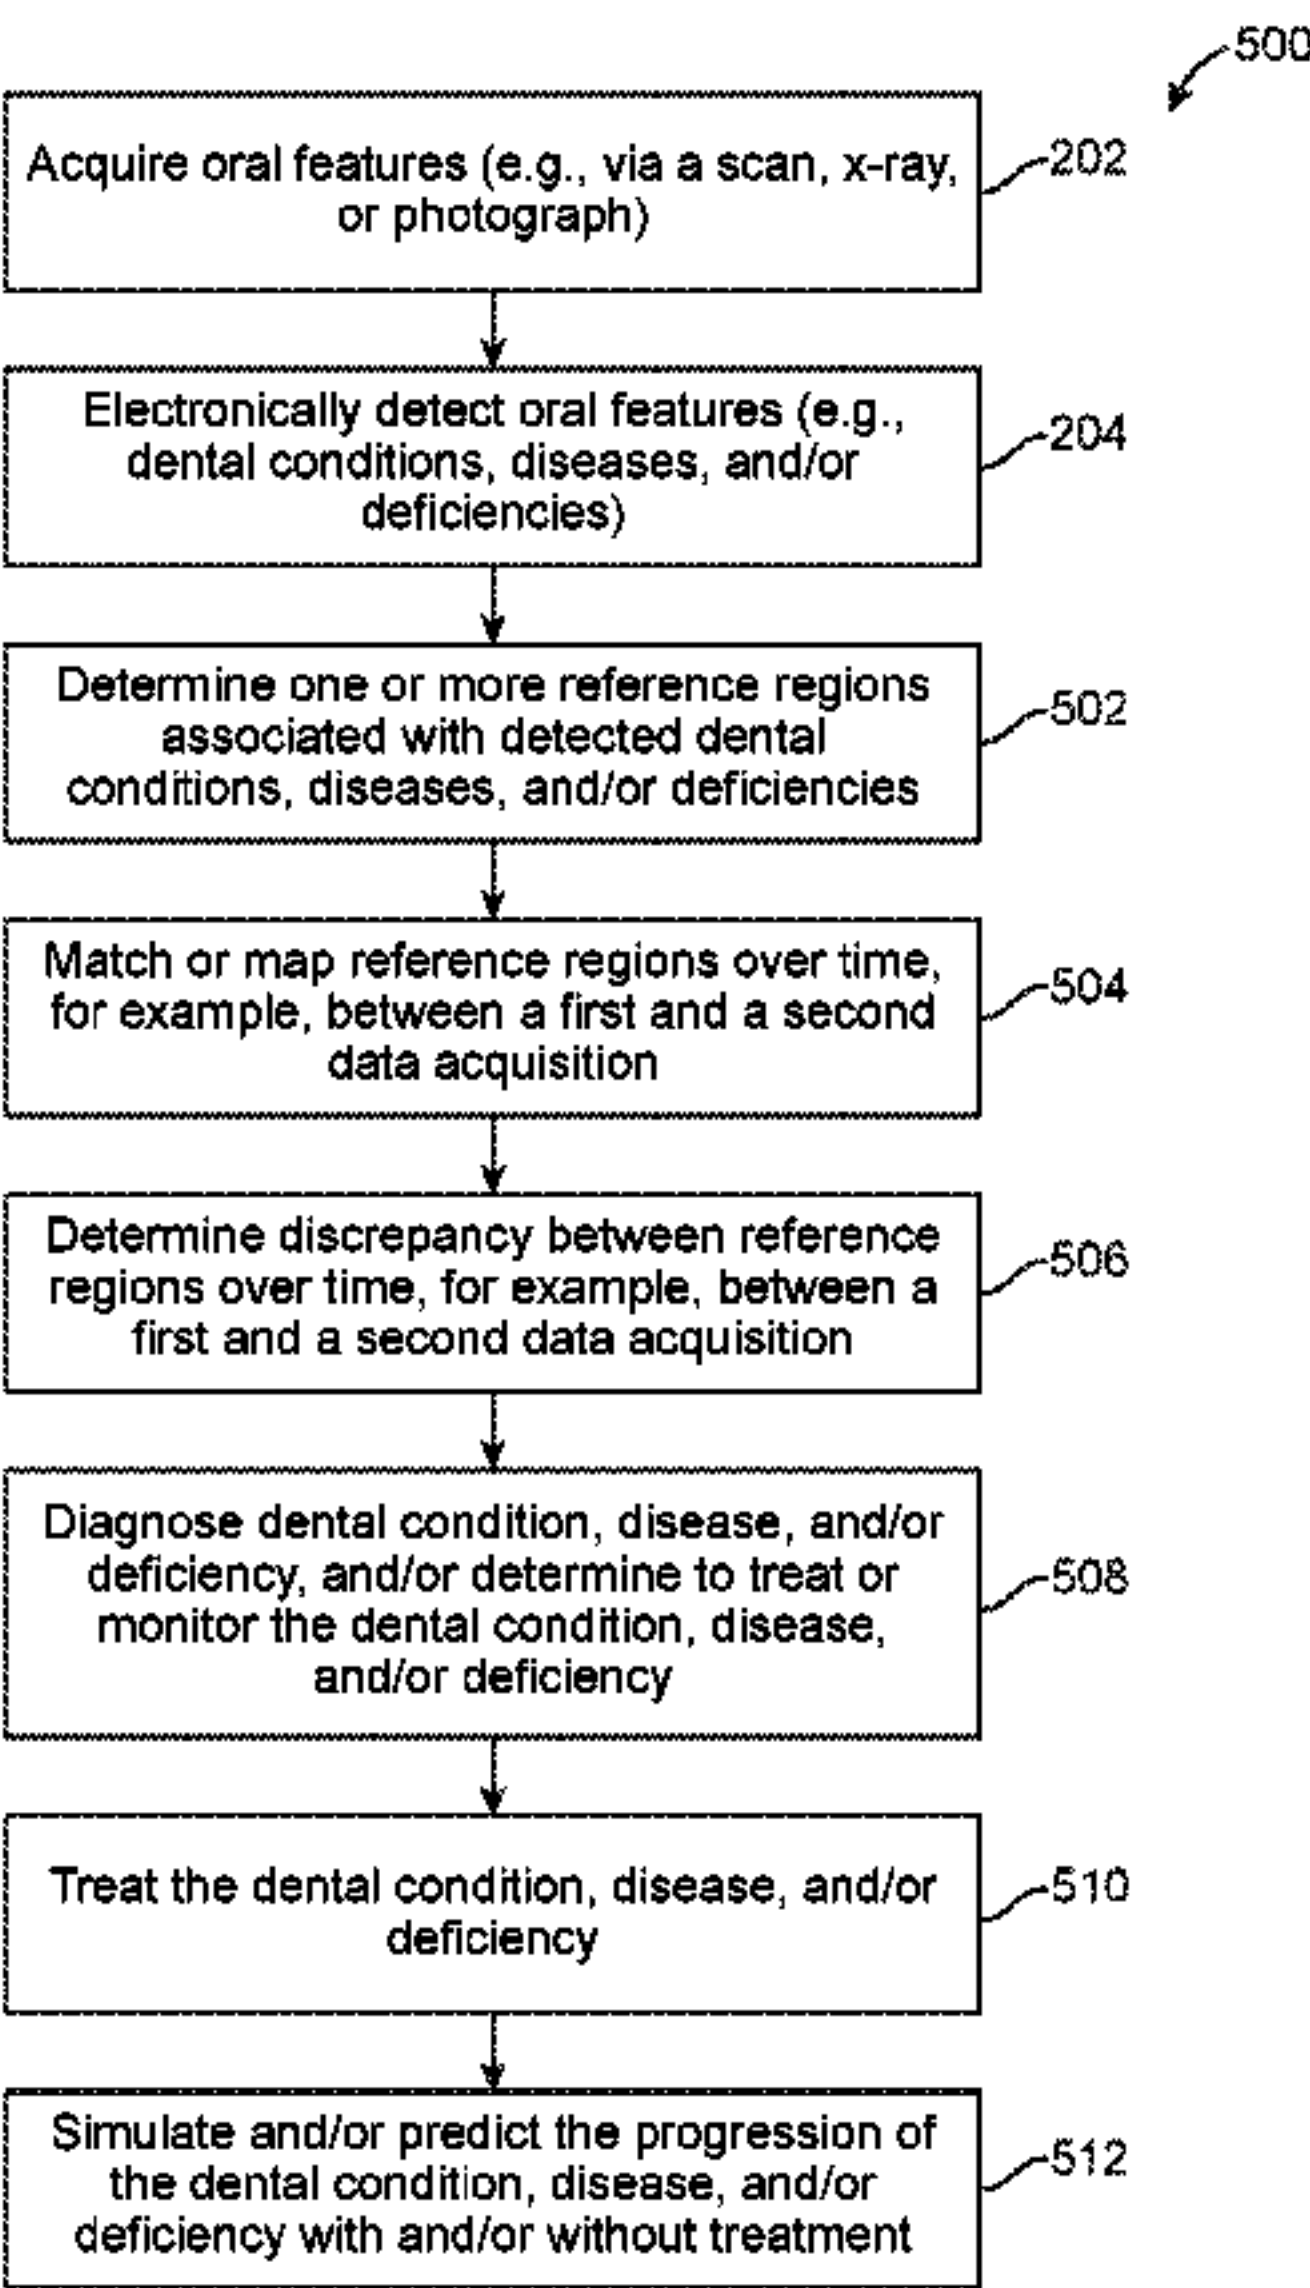 500
Acquire oral features (e.g., via a scan, x-ray,
or photograph)
202
Electronically detect oral features (e.g.,
dental conditions, diseases, and/or
deficiencies)
204
Determine one or more reference regions
associated with detected dental
conditions, diseases, and/or deficiencies
502
Match or map reference regions over time,
for example, between a first and a second
data acquisition
504
Determine discrepancy between reference
regions over time, for example, between a
first and a second data acquisition
506
Diagnose dental condition, disease, and/or
deficiency, and/or determine to treat or
monitor the dental condition, disease,
and/or deficiency
508
Treat the dental condition, disease, and/or
deficiency
510
Simulate and/or predict the progression of
the dental condition, disease, and/or
deficiency with and/or without treatment
512